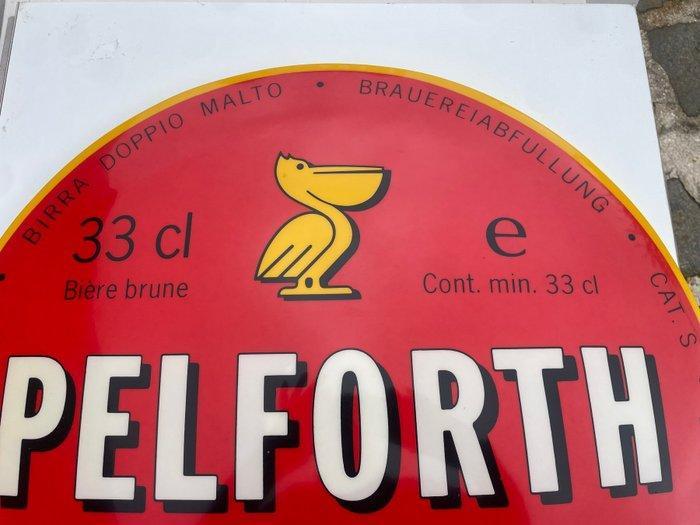 BIRRA DOPPIO MALTO • BRAUEREIABFULLUNG • CAT. S
33 cl
Bière brune
e
Cont. min. 33 cl
PELFORTH